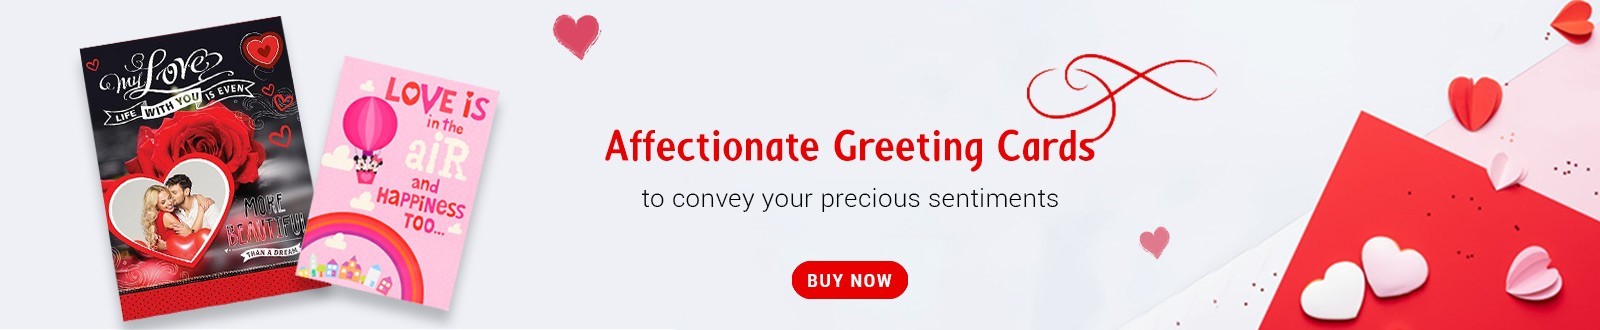 my Love
LIFE WITH YOU IS EVEN
MORE
BEAUTIFUL
THAN A DREAM
LOVE is
in the
aiR
and
HaPPiNESS
TOO...
Affectionate Greeting Cards
to convey your precious sentiments
BUY NOW